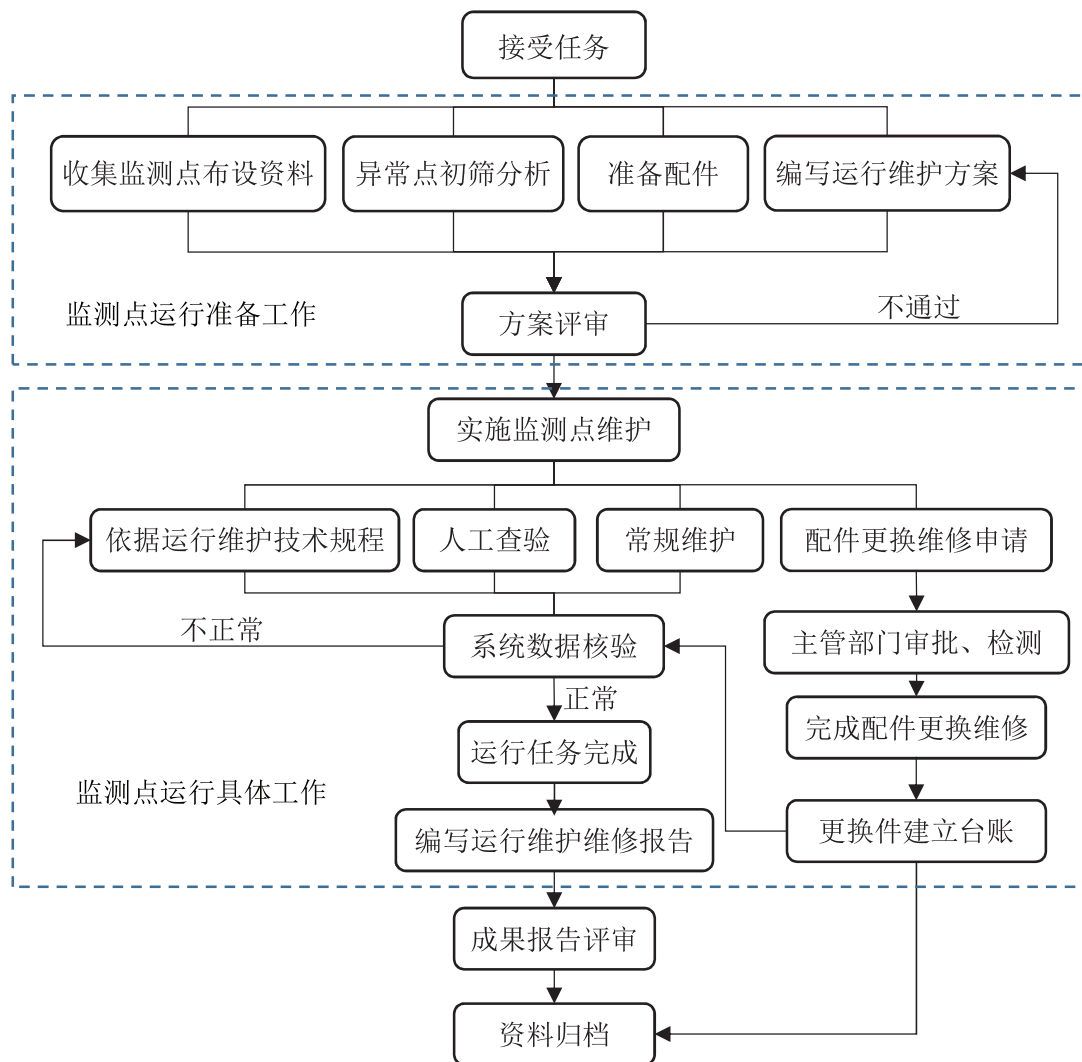 接受任务
收集监测点布设资料
异常点初筛分析
准备配件
编写运行维护方案
不通过
监测点运行准备工作
方案评审
实施监测点维护
依据运行维护技术规程
人工查验
常规维护
配件更换维修申请
不正常
系统数据核验
主管部门审批、检测
正常
完成配件更换维修
运行任务完成
监测点运行具体工作
更换件建立台账
编写运行维护维修报告
成果报告评审
资料归档